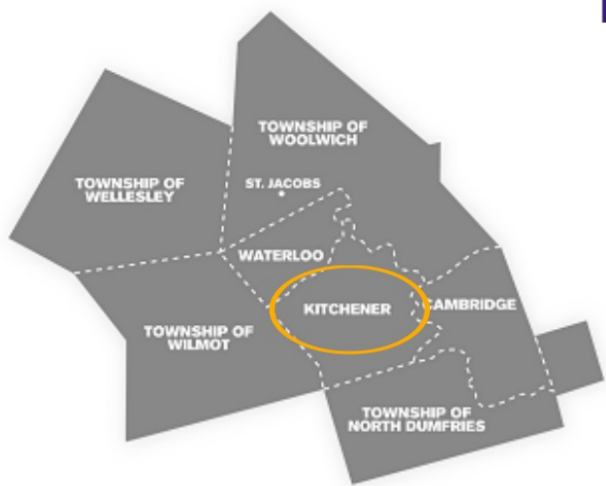 TOWNSHIP OF
WOOLWICH
TOWNSHIP OF
WELLESLEY
ST. JACOBS
WATERLOO
KITCHENER
CAMBRIDGE
TOWNSHIP OF
WILMOT
TOWNSHIP OF
NORTH DUMFRIES